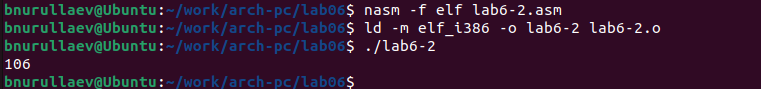 bnurullaev@Ubuntu:~/work/arch-pc/lab06$ nasm -f elf lab6-2.asm
bnurullaev@Ubuntu:~/work/arch-pc/lab06$ ld -m elf_i386 -o lab6-2 lab6-2.o
bnurullaev@Ubuntu:~/work/arch-pc/lab06$ ./lab6-2
106
bnurullaev@Ubuntu:~/work/arch-pc/lab06$